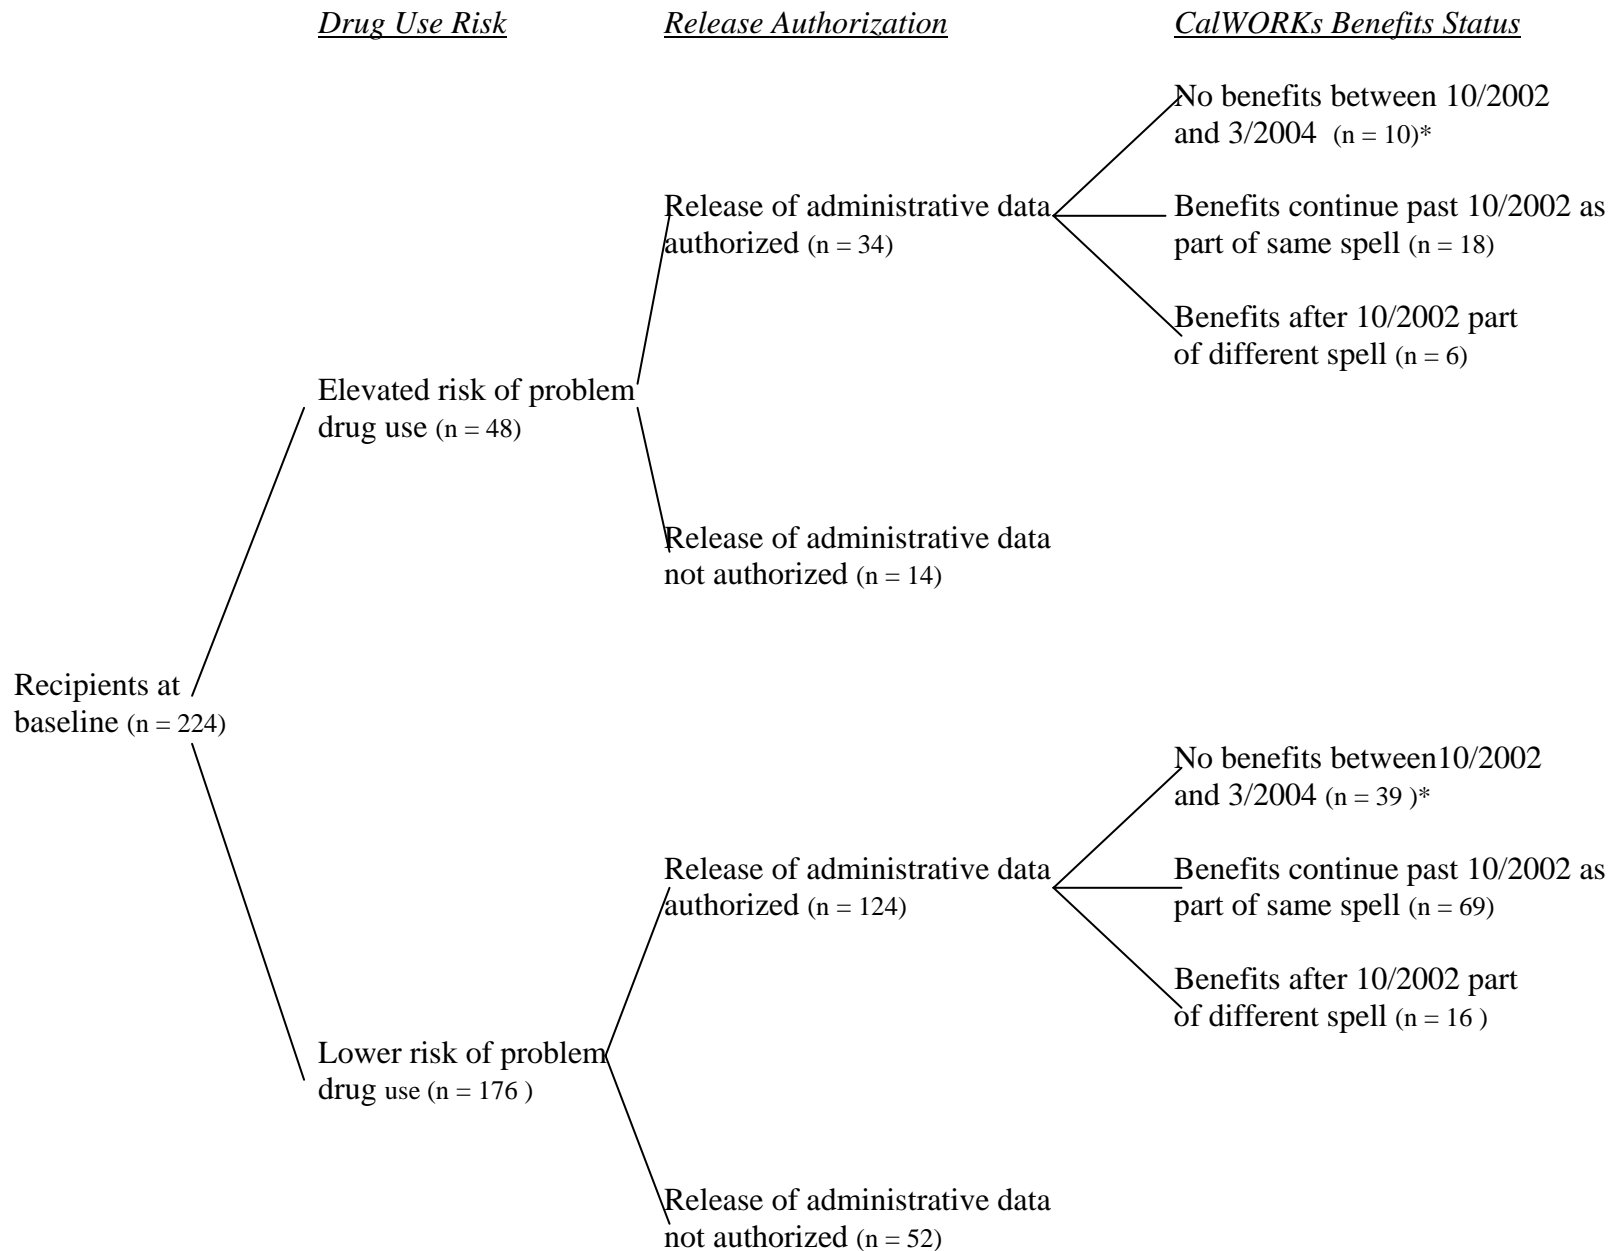 Drug Use Risk Release Authorization CalWORKs Benefits Status
No benefits between 10/2002
and 3/2004 (n = 10)*
Release of administrative data
authorized (n = 34)
Benefits continue past 10/2002 as
part of same spell (n = 18)
Benefits after 10/2002 part
of different spell (n = 6)
Elevated risk of problem
drug use (n = 48)
Release of administrative data
not authorized (n = 14)
Recipients at
baseline (n = 224)
No benefits between10/2002
and 3/2004 (n = 39 )*
Release of administrative data
authorized (n = 124)
Benefits continue past 10/2002 as
part of same spell (n = 69)
Benefits after 10/2002 part
of different spell (n = 16 )
Lower risk of problem
drug use (n = 176 )
Release of administrative data
not authorized (n = 52)